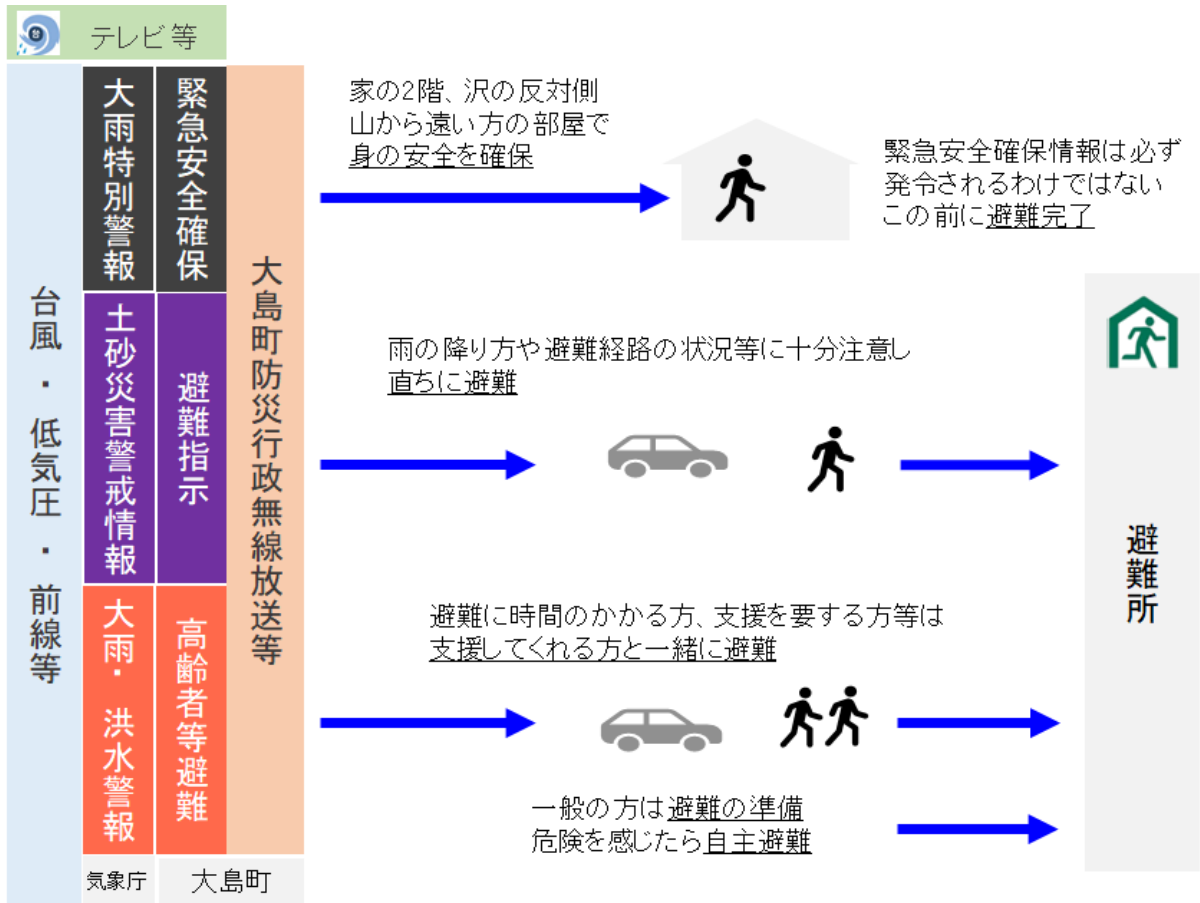 テレビ等
台風・低気圧・前線等
大雨特別警報
緊急安全確保
土砂災害警戒情報
避難指示
大雨・洪水警報
高齢者等避難
大島町防災行政無線放送等
気象庁
大島町
家の2階、沢の反対側
山から遠い方の部屋で
身の安全を確保
緊急安全確保情報は必ず
発令されるわけではない
この前に避難完了
雨の降り方や避難経路の状況等に十分注意し
直ちに避難
避難に時間のかかる方、支援を要する方等は
支援してくれる方と一緒に避難
一般の方は避難の準備
危険を感じたら自主避難
避難所